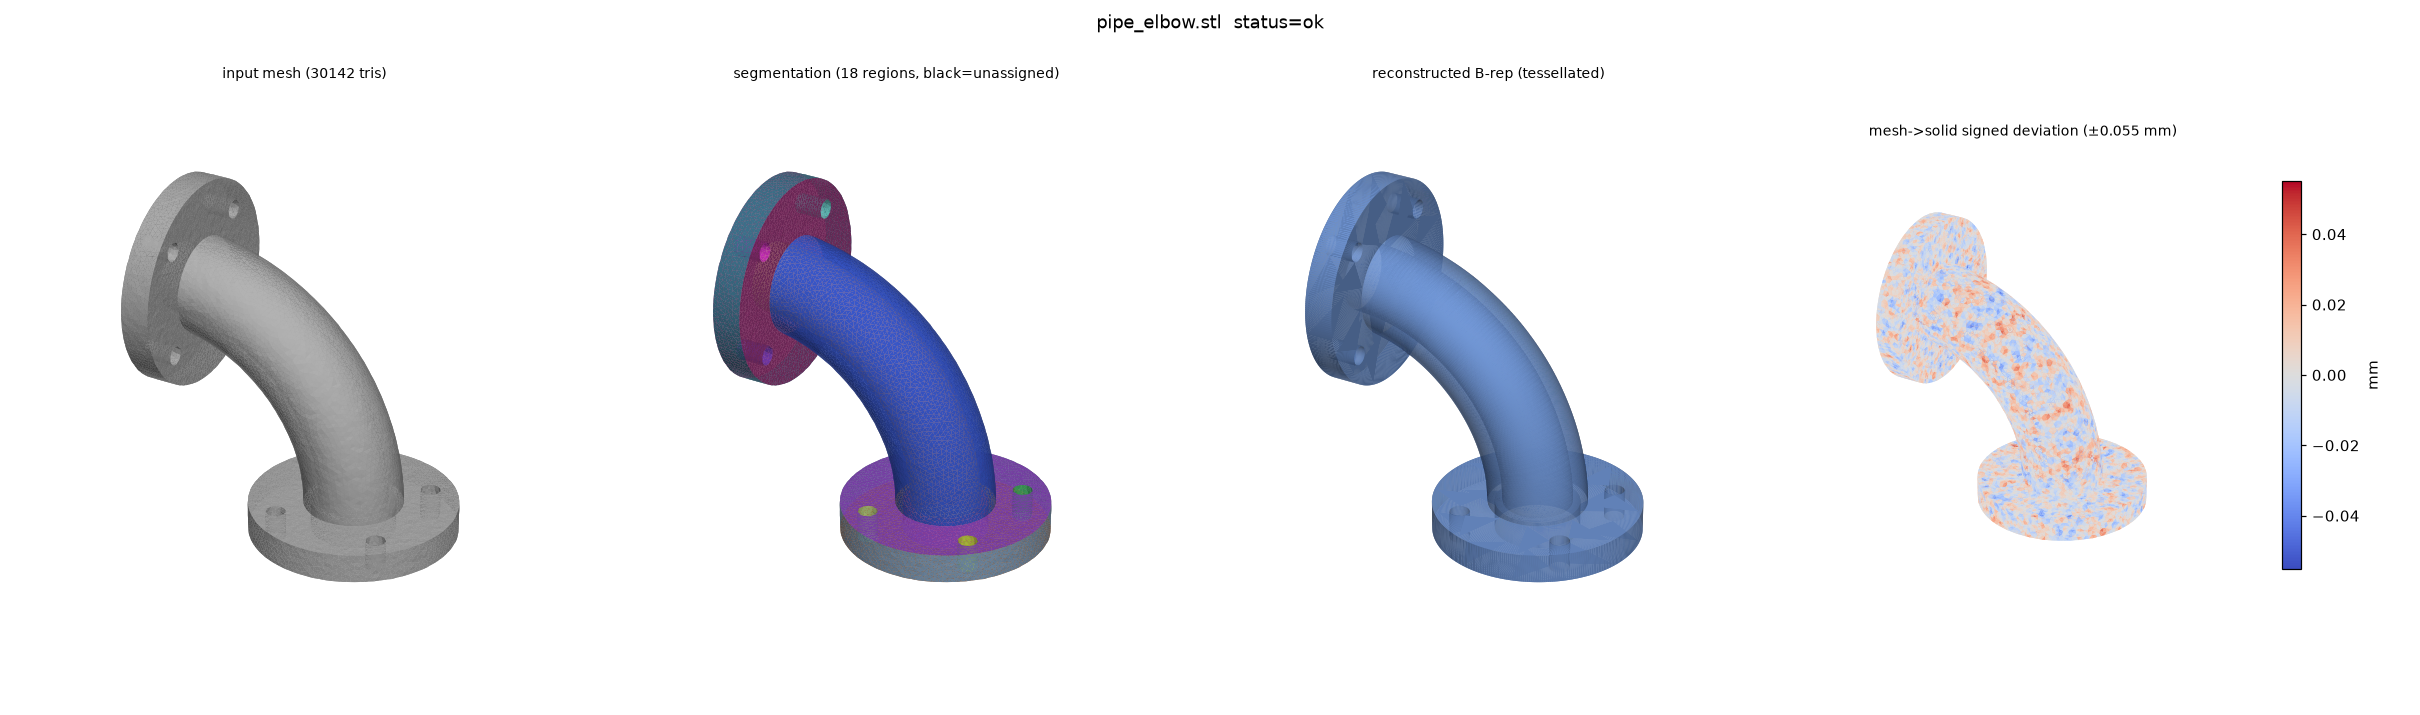 pipe_elbow.stl  status=ok
input mesh (30142 tris)
segmentation (18 regions, black=unassigned)
reconstructed B-rep (tessellated)
mesh->solid signed deviation (±0.055 mm)
0.04
0.02
0.00
−0.02
−0.04
mm